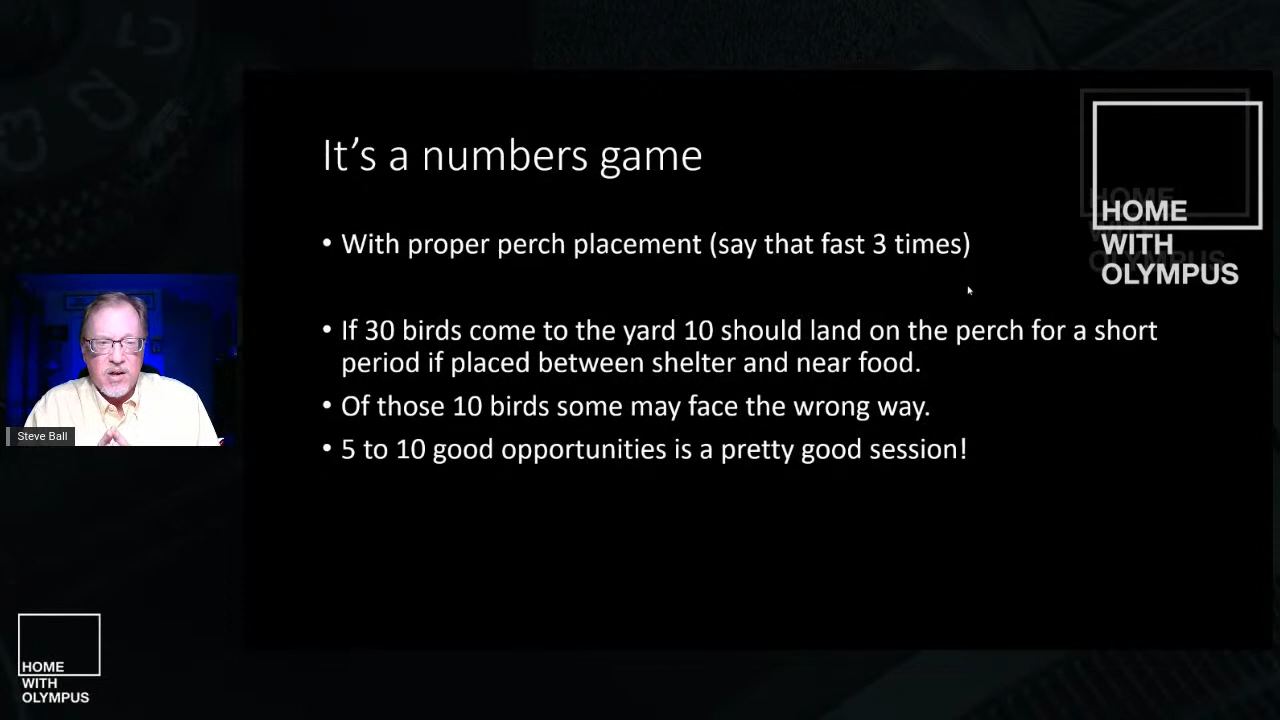 It's a numbers game
• With proper perch placement (say that fast 3 times)
• If 30 birds come to the yard 10 should land on the perch for a short
period if placed between shelter and near food.
• Of those 10 birds some may face the wrong way.
• 5 to 10 good opportunities is a pretty good session!
HOME
WITH
OLYMPUS
Steve Ball
HOME
WITH
OLYMPUS